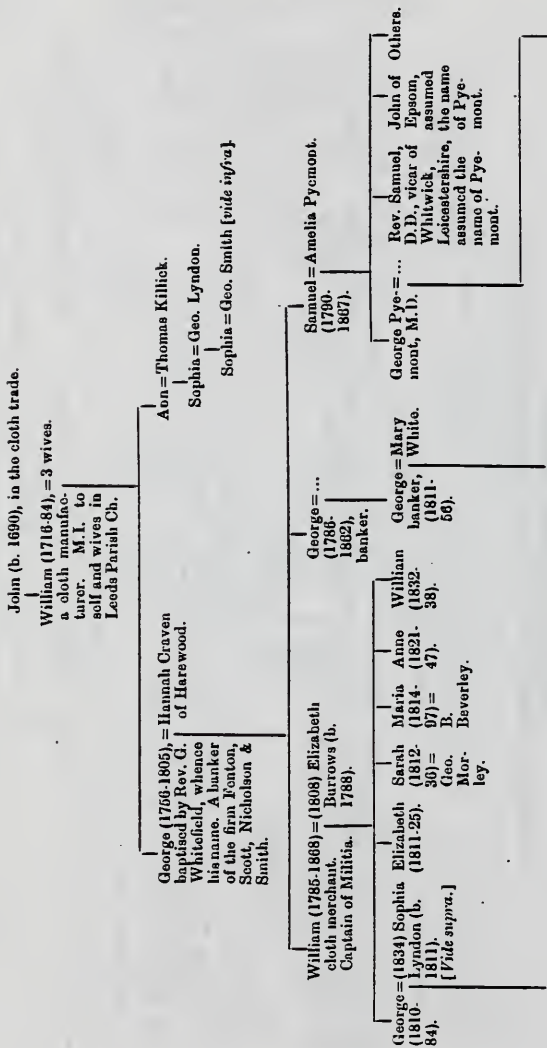 John (b. 1690), in the cloth trade.
William (1716-84), = 3 wives.
a cloth manufac-
turer. M.I. to
self and wives in
Leeds Parish Ch.
George (1756-1805), = Hannah Craven
baptised by Rev. G. of Harewood.
Whitefield, whence
his name. A banker
of the firm Fenton,
Scott, Nicholson &
Smith.
Ann = Thomas Killick.
Sophia = Geo. Lyndon.
Sophia = Geo. Smith [vide infra].
William (1785-1868) = (1808) Elizabeth
cloth merchant. Burrows (b.
Captain of Militia. 1788).
George = ...
(1786-
1862),
banker.
Samuel = Amelia Pyemont.
(1790-
1867).
George = (1834) Sophia
(1810- Lyndon (b.
84). 1811).
[Vide supra.]
Elizabeth
(1811-25).
Sarah
(1812-
36) =
Geo.
Mor-
ley.
Maria
(1814-
97) =
B.
Beverley.
Anne
(1821-
47).
William
(1832-
38).
George = Mary
banker, White.
(1811-
56).
George Pye- = ...
mont, M.D.
Rev. Samuel,
D.D., vicar of
Whitwick,
Leicestershire,
assumed the
name of Pye-
mont.
John of
Epsom,
assumed
the name
of Pye-
mont.
Others.